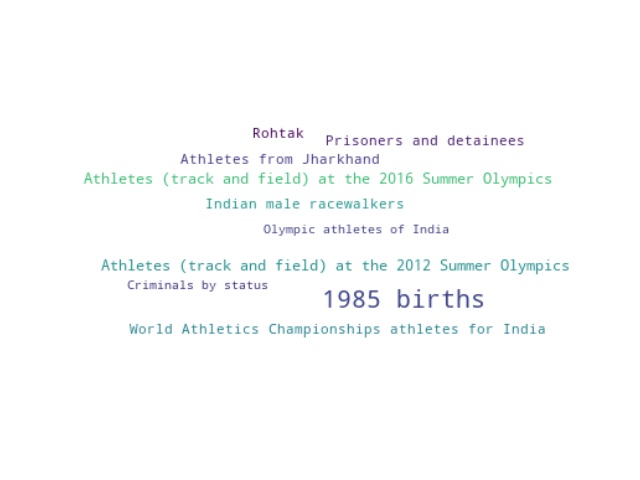 Rohtak
Prisoners and detainees
Athletes from Jharkhand
Athletes (track and field) at the 2016 Summer Olympics
Indian male racewalkers
Olympic athletes of India
Athletes (track and field) at the 2012 Summer Olympics
Criminals by status
1985 births
World Athletics Championships athletes for India